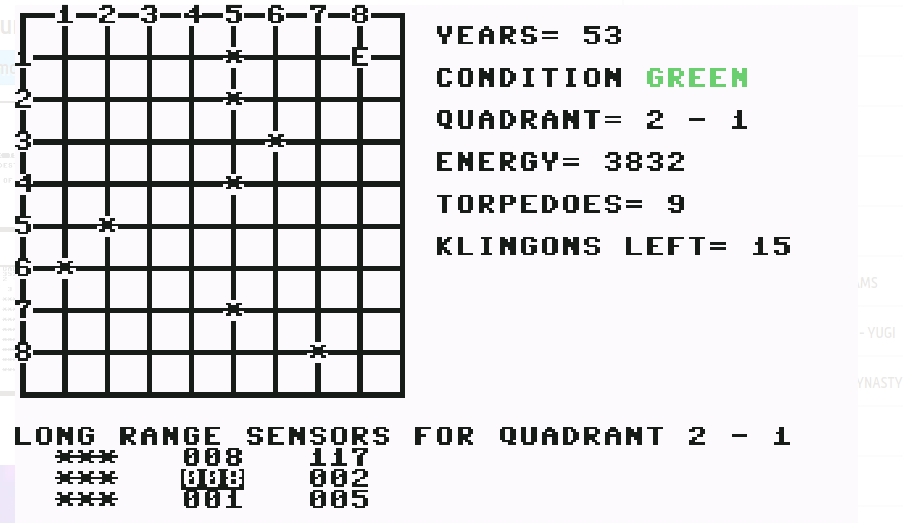 1 2 3 4 5 6 7 8
1 * E
2 *
3 *
4 *
5 *
6 *
7 *
8 *
YEARS= 53
CONDITION GREEN
QUADRANT= 2 - 1
ENERGY= 3832
TORPEDOES= 9
KLINGONS LEFT= 15
LONG RANGE SENSORS FOR QUADRANT 2 - 1
*** 008 117
*** 008 002
*** 001 005
AMS
- YUGI
YNASTY